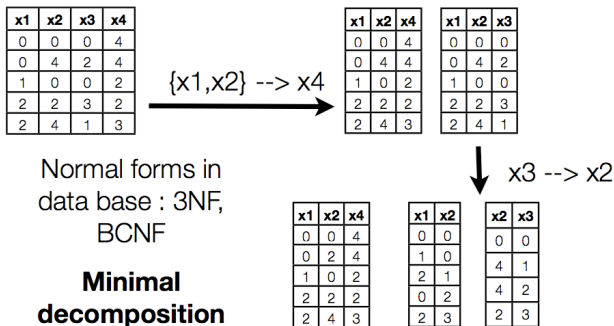 x1 x2 x3 x4
0 0 0 4
0 4 2 4
1 0 0 2
2 2 3 2
2 4 1 3
{x1,x2} --> x4
x1 x2 x4
0 0 4
0 4 4
1 0 2
2 2 2
2 4 3
x1 x2 x3
0 0 0
0 4 2
1 0 0
2 2 3
2 4 1
x3 --> x2
Normal forms in
data base : 3NF,
BCNF
Minimal
decomposition
x1 x2 x4
0 0 4
0 2 4
1 0 2
2 2 2
2 4 3
x1 x2
0 0
1 0
2 1
0 2
2 3
x2 x3
0 0
4 1
4 2
2 3